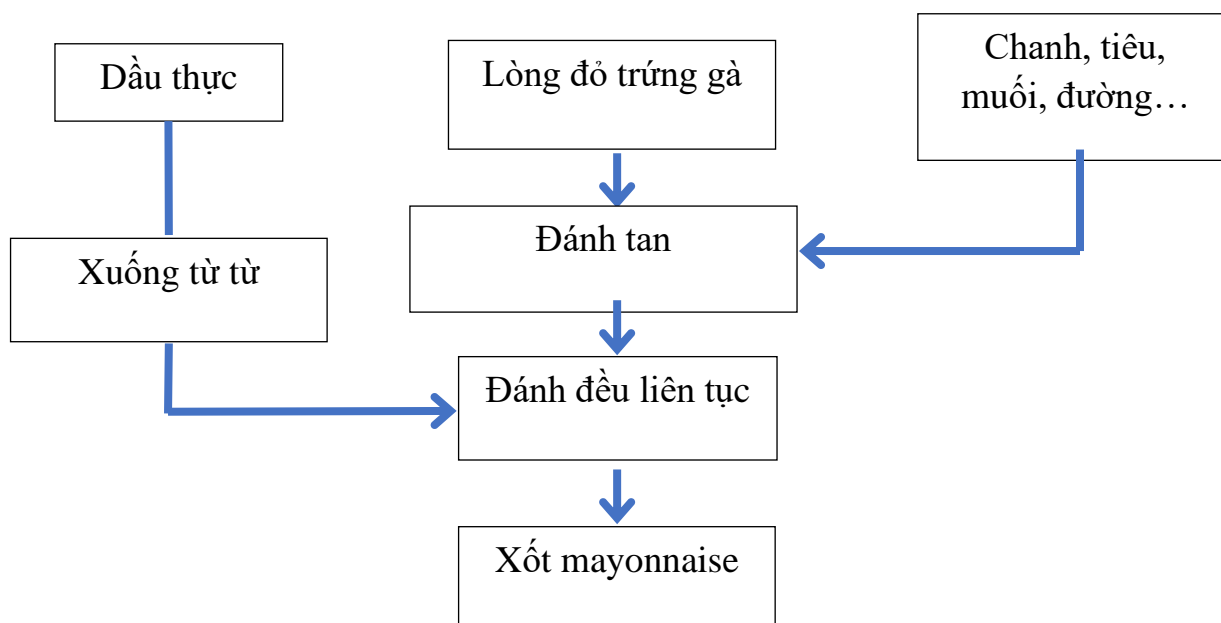 Dầu thực
Lòng đỏ trứng gà
Chanh, tiêu,
muối, đường…
Xuống từ từ
Đánh tan
Đánh đều liên tục
Xốt mayonnaise